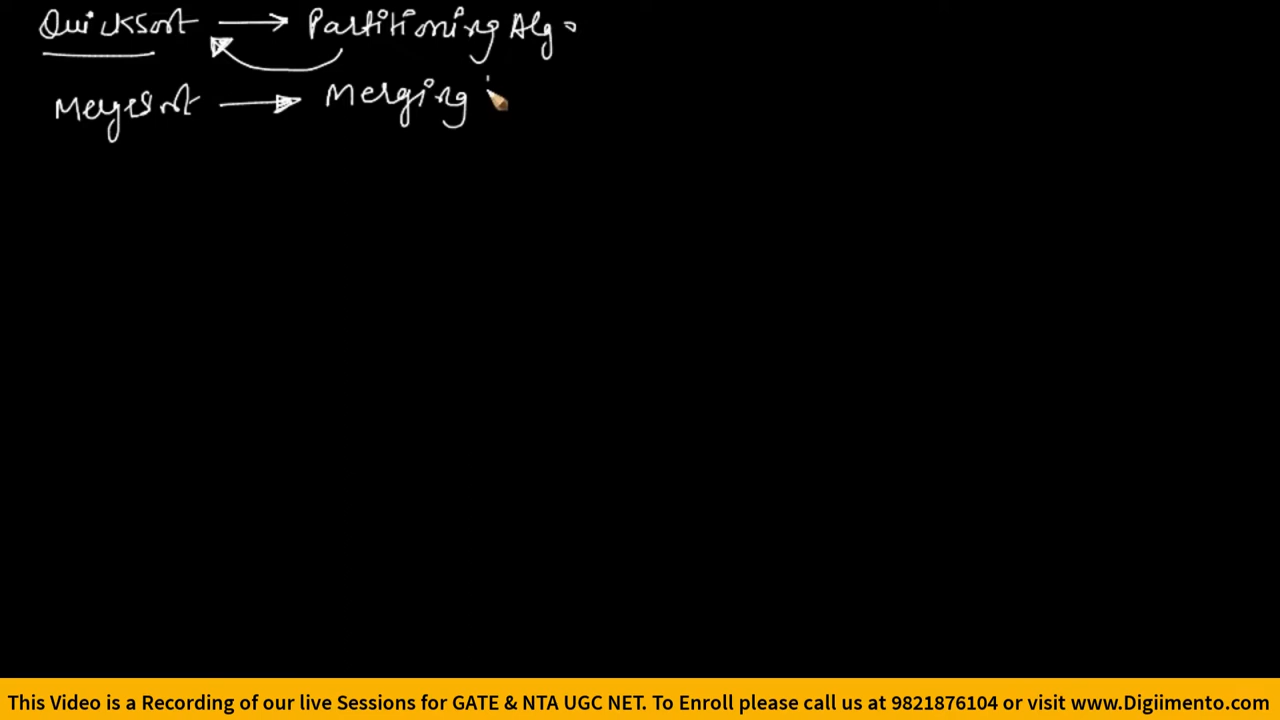 QuickSort → Partitioning Algo
MergeSort → Merging
This Video is a Recording of our live Sessions for GATE & NTA UGC NET. To Enroll please call us at 9821876104 or visit www.Digiimento.com